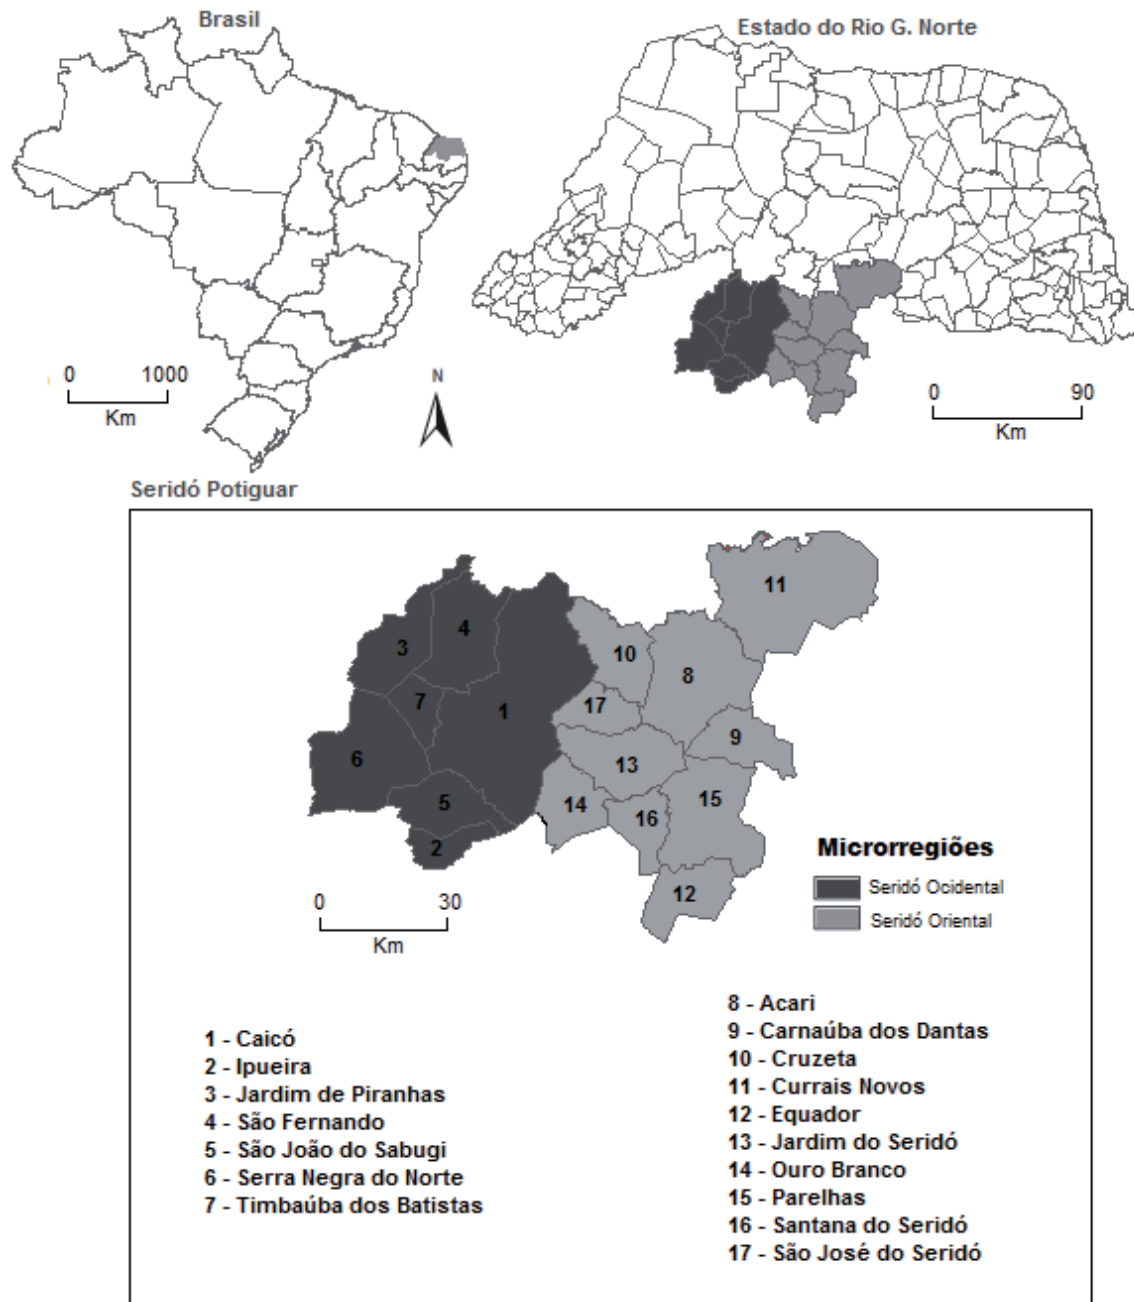 Brasil
Estado do Rio G. Norte
0 1000
Km
N
0 90
Km
Seridó Potiguar
11
4
3
10
8
7
17
1
9
6
13
5
14
16
15
2
12
Microrregiões
Seridó Ocidental
Seridó Oriental
0 30
Km
1 - Caicó
2 - Ipueira
3 - Jardim de Piranhas
4 - São Fernando
5 - São João do Sabugi
6 - Serra Negra do Norte
7 - Timbaúba dos Batistas
8 - Acari
9 - Carnaúba dos Dantas
10 - Cruzeta
11 - Currais Novos
12 - Equador
13 - Jardim do Seridó
14 - Ouro Branco
15 - Parelhas
16 - Santana do Seridó
17 - São José do Seridó